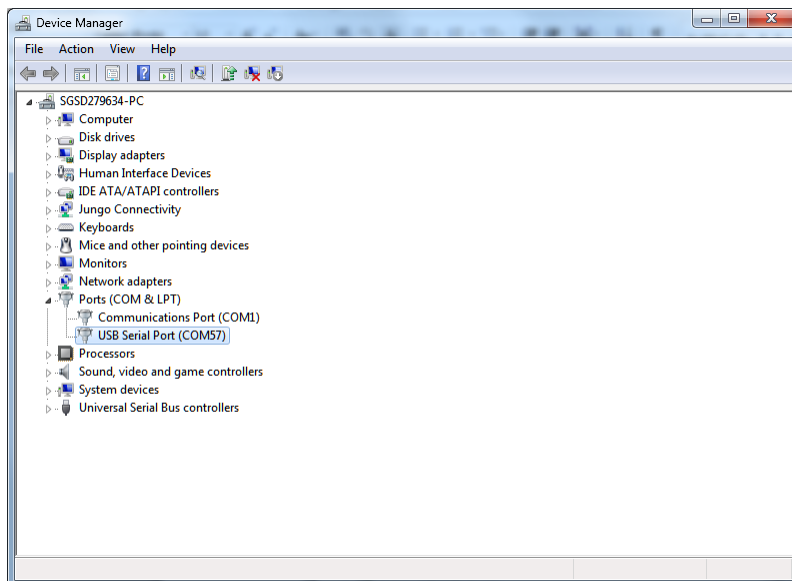 Device Manager
File Action View Help
SGSD279634-PC
Computer
Disk drives
Display adapters
Human Interface Devices
IDE ATA/ATAPI controllers
Jungo Connectivity
Keyboards
Mice and other pointing devices
Monitors
Network adapters
Ports (COM & LPT)
Communications Port (COM1)
USB Serial Port (COM57)
Processors
Sound, video and game controllers
System devices
Universal Serial Bus controllers